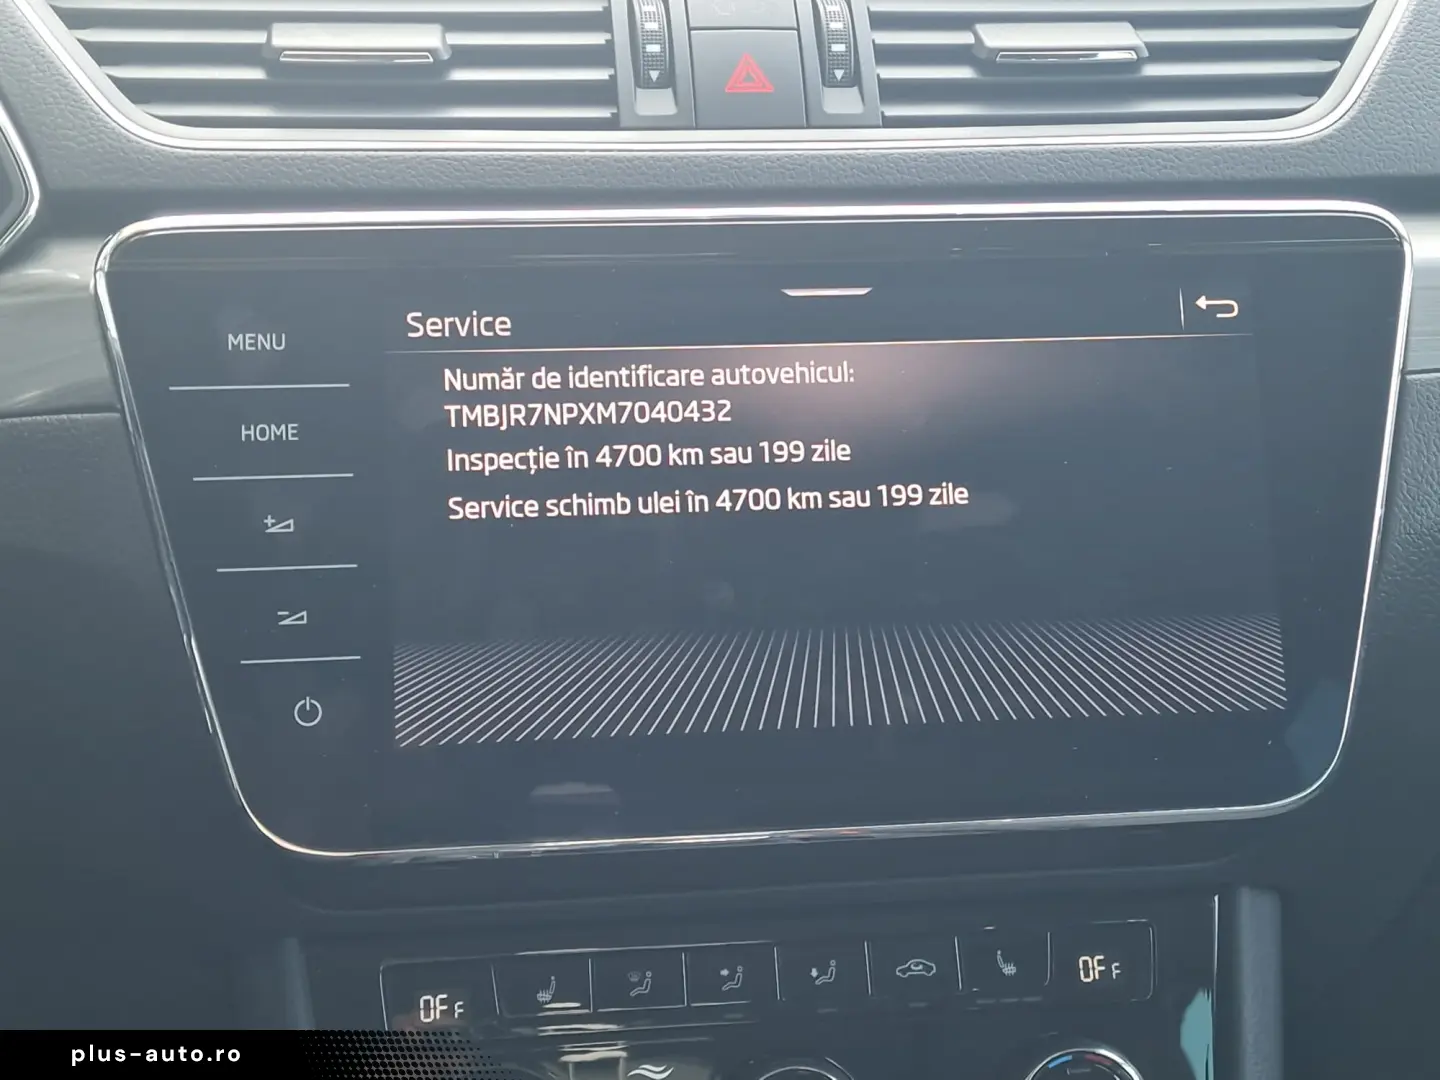 MENU
HOME
Service
Număr de identificare autovehicul:
TMBJR7NPXM7040432
Inspecție în 4700 km sau 199 zile
Service schimb ulei în 4700 km sau 199 zile
OFF
OFF
plus-auto.ro